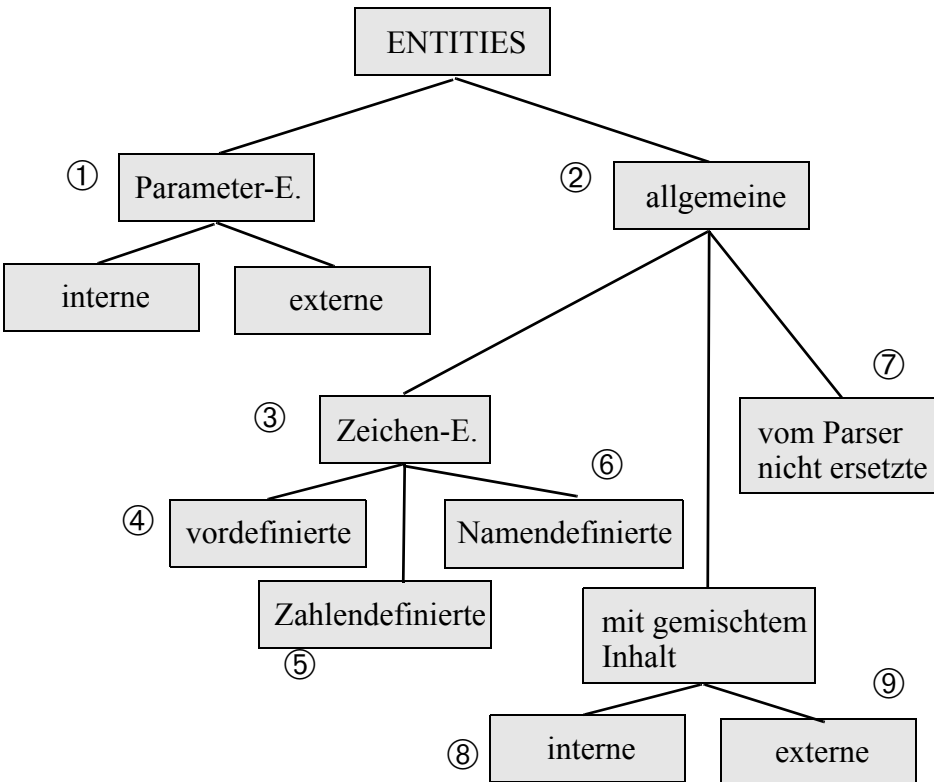 ENTITIES
① Parameter-E.
② allgemeine
interne
externe
③ Zeichen-E.
⑦
vom Parser
nicht ersetzte
④ vordefinierte
⑥
Namendefinierte
Zahlendefinierte
⑤
mit gemischtem
Inhalt
⑧ interne
⑨
externe